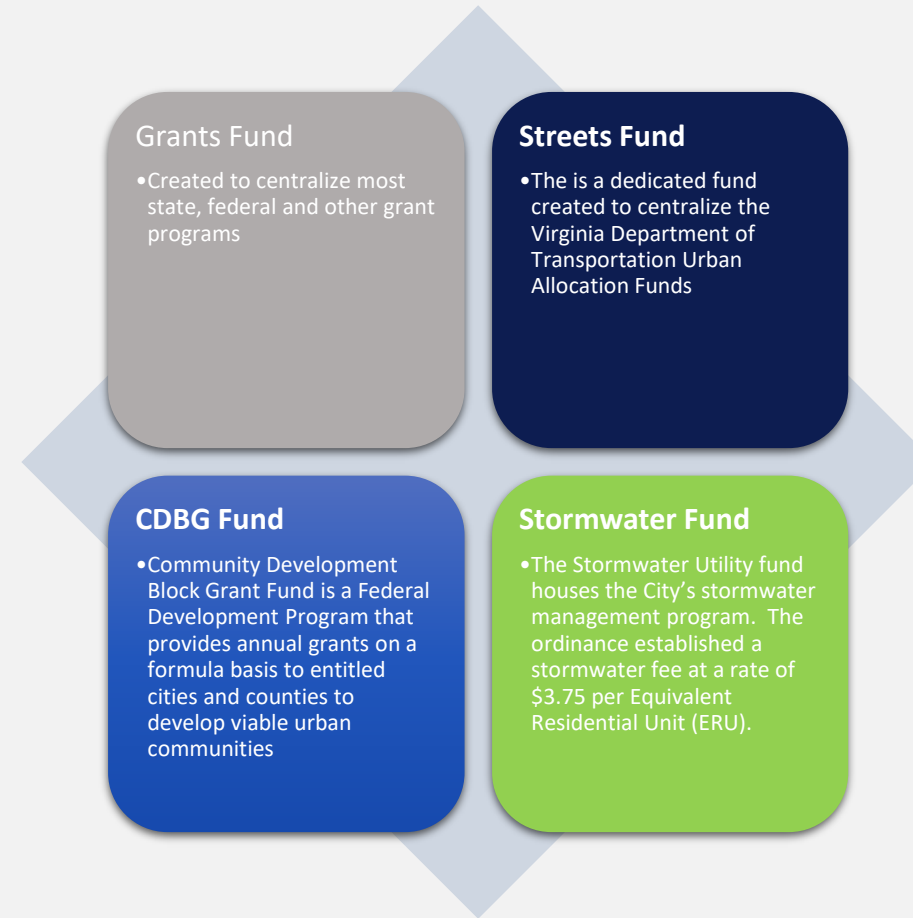 Grants Fund
•Created to centralize most
state, federal and other grant
programs
Streets Fund
•The is a dedicated fund
created to centralize the
Virginia Department of
Transportation Urban
Allocation Funds
CDBG Fund
•Community Development
Block Grant Fund is a Federal
Development Program that
provides annual grants on a
formula basis to entitled
cities and counties to
develop viable urban
communities
Stormwater Fund
•The Stormwater Utility fund
houses the City’s stormwater
management program.  The
ordinance established a
stormwater fee at a rate of
$3.75 per Equivalent
Residential Unit (ERU).